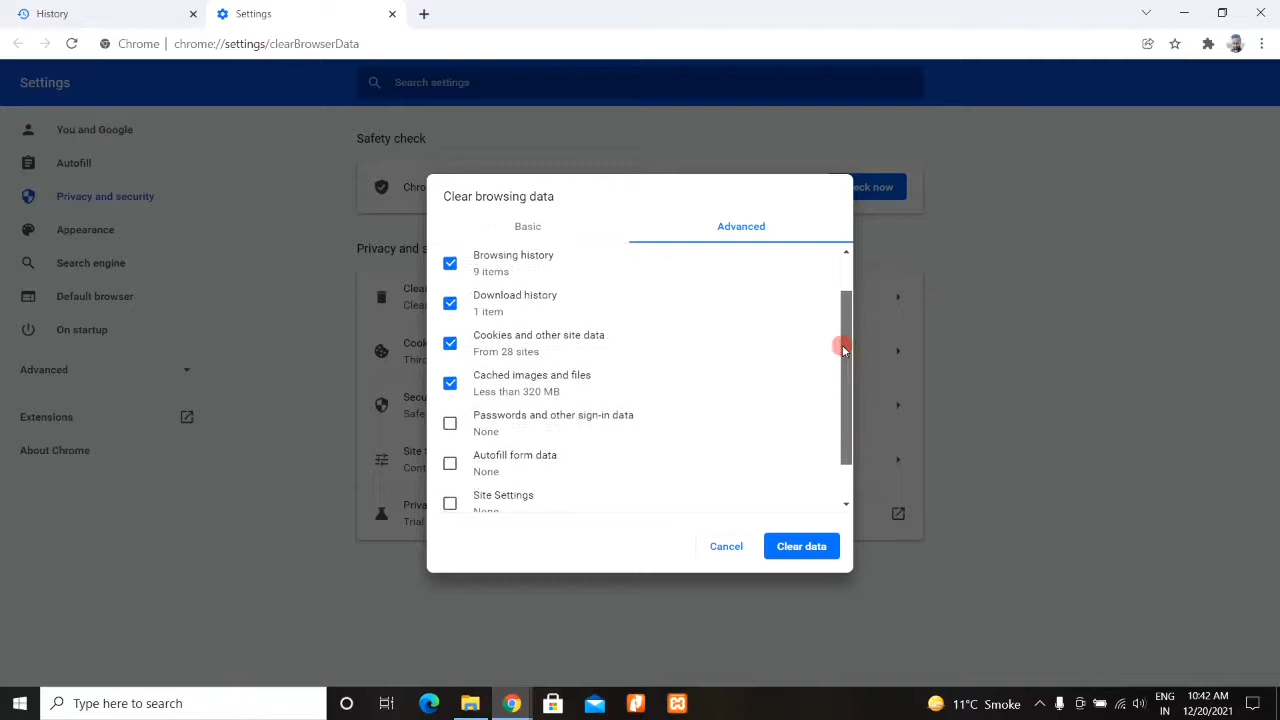 History
Settings
Chrome
chrome://settings/clearBrowserData
Settings
Search settings
You and Google
Autofill
Privacy and security
Appearance
Search engine
Default browser
On startup
Advanced
Extensions
About Chrome
Safety check
Chro
eck now
Privacy and s
Clear
Clear
Cook
Third
Secu
Safe
Site
Cont
Priva
Trial
Clear browsing data
Basic
Advanced
Browsing history
9 items
Download history
1 item
Cookies and other site data
From 28 sites
Cached images and files
Less than 320 MB
Passwords and other sign-in data
None
Autofill form data
None
Site Settings
None
Cancel
Clear data
Type here to search
11°C Smoke
ENG
IN
10:42 AM
12/20/2021